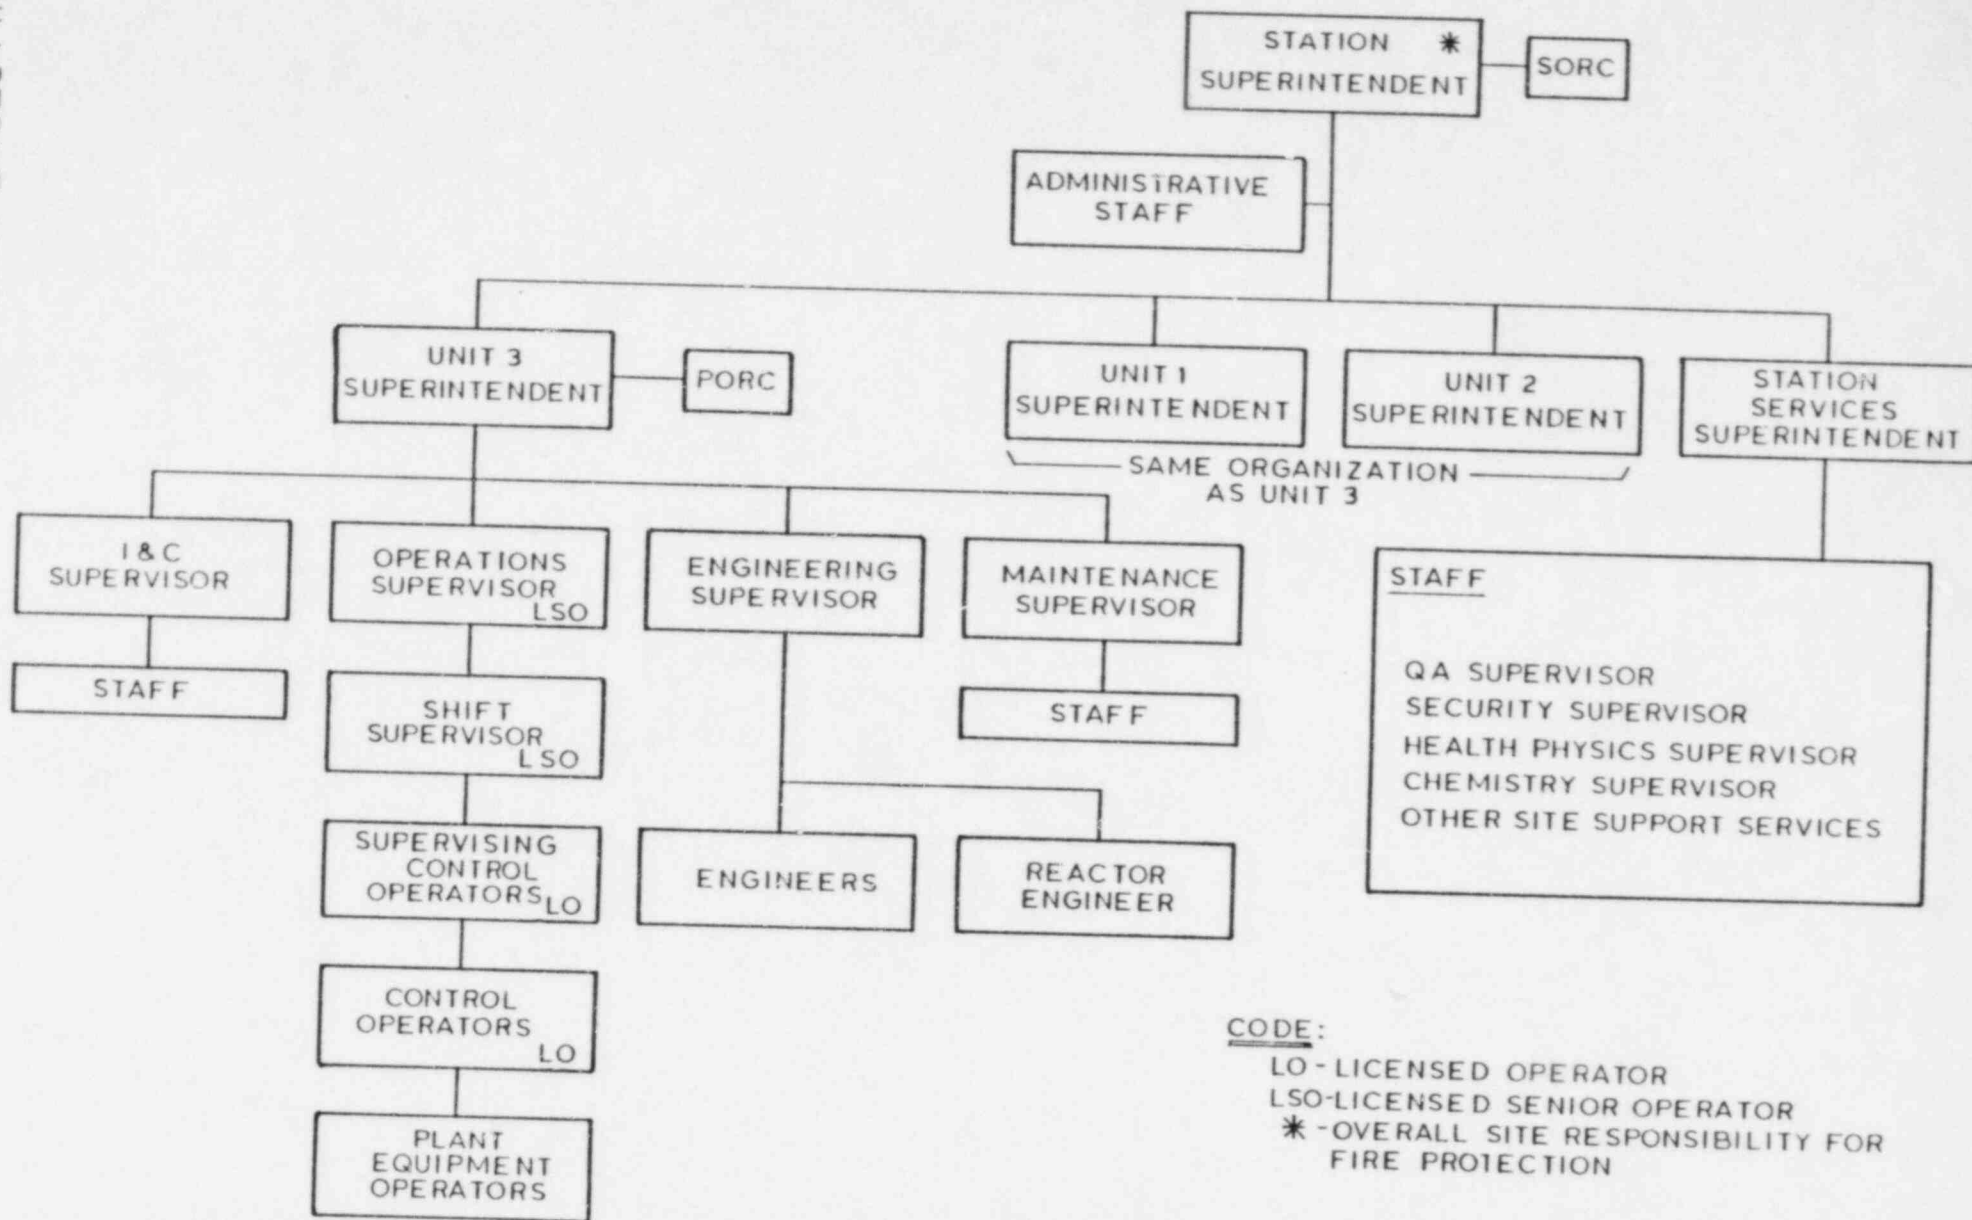 STATION *
SUPERINTENDENT
SORC
ADMINISTRATIVE
STAFF
UNIT 3
SUPERINTENDENT
PORC
UNIT 1
SUPERINTENDENT
UNIT 2
SUPERINTENDENT
STATION
SERVICES
SUPERINTENDENT
SAME ORGANIZATION
AS UNIT 3
I & C
SUPERVISOR
OPERATIONS
SUPERVISOR
LSO
ENGINEERING
SUPERVISOR
MAINTENANCE
SUPERVISOR
STAFF
SHIFT
SUPERVISOR
LSO
STAFF
SUPERVISING
CONTROL
OPERATORS
LO
ENGINEERS
REACTOR
ENGINEER
CONTROL
OPERATORS
LO
PLANT
EQUIPMENT
OPERATORS
STAFF
QA SUPERVISOR
SECURITY SUPERVISOR
HEALTH PHYSICS SUPERVISOR
CHEMISTRY SUPERVISOR
OTHER SITE SUPPORT SERVICES
CODE:
LO - LICENSED OPERATOR
LSO-LICENSED SENIOR OPERATOR
* -OVERALL SITE RESPONSIBILITY FOR
FIRE PROTECTION